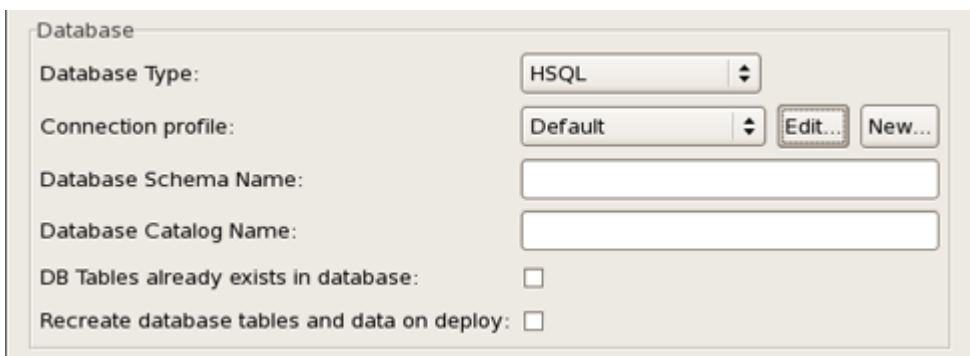 Database
Database Type: HSQL
Connection profile: Default Edit... New...
Database Schema Name:
Database Catalog Name:
DB Tables already exists in database:
Recreate database tables and data on deploy: